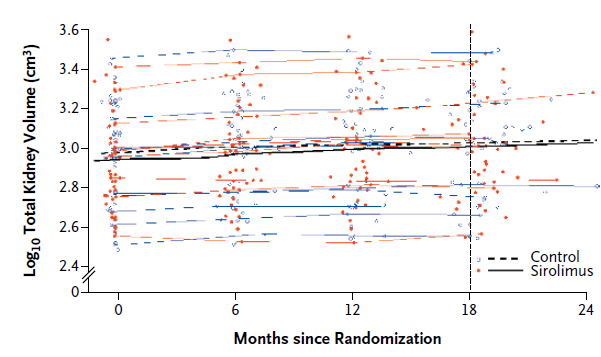 3.6
3.4
3.2
3.0
2.8
2.6
2.4
0
Log10 Total Kidney Volume (cm³)
Control
Sirolimus
0 6 12 18 24
Months since Randomization